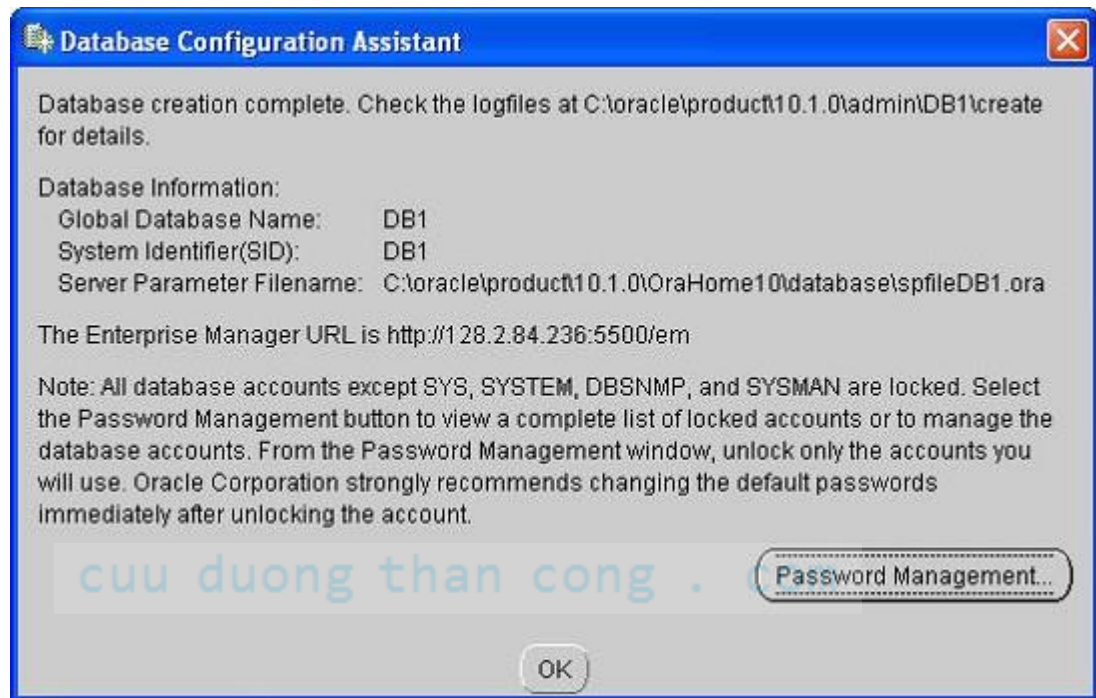 Database Configuration Assistant
Database creation complete. Check the logfiles at C:\oracle\product\10.1.0\admin\DB1\create
for details.
Database Information:
Global Database Name: DB1
System Identifier(SID): DB1
Server Parameter Filename: C:\oracle\product\10.1.0\OraHome10\database\spfileDB1.ora
The Enterprise Manager URL is http://128.2.84.236:5500/em
Note: All database accounts except SYS, SYSTEM, DBSNMP, and SYSMAN are locked. Select
the Password Management button to view a complete list of locked accounts or to manage the
database accounts. From the Password Management window, unlock only the accounts you
will use. Oracle Corporation strongly recommends changing the default passwords
immediately after unlocking the account.
cuu duong than cong . com
Password Management...
OK